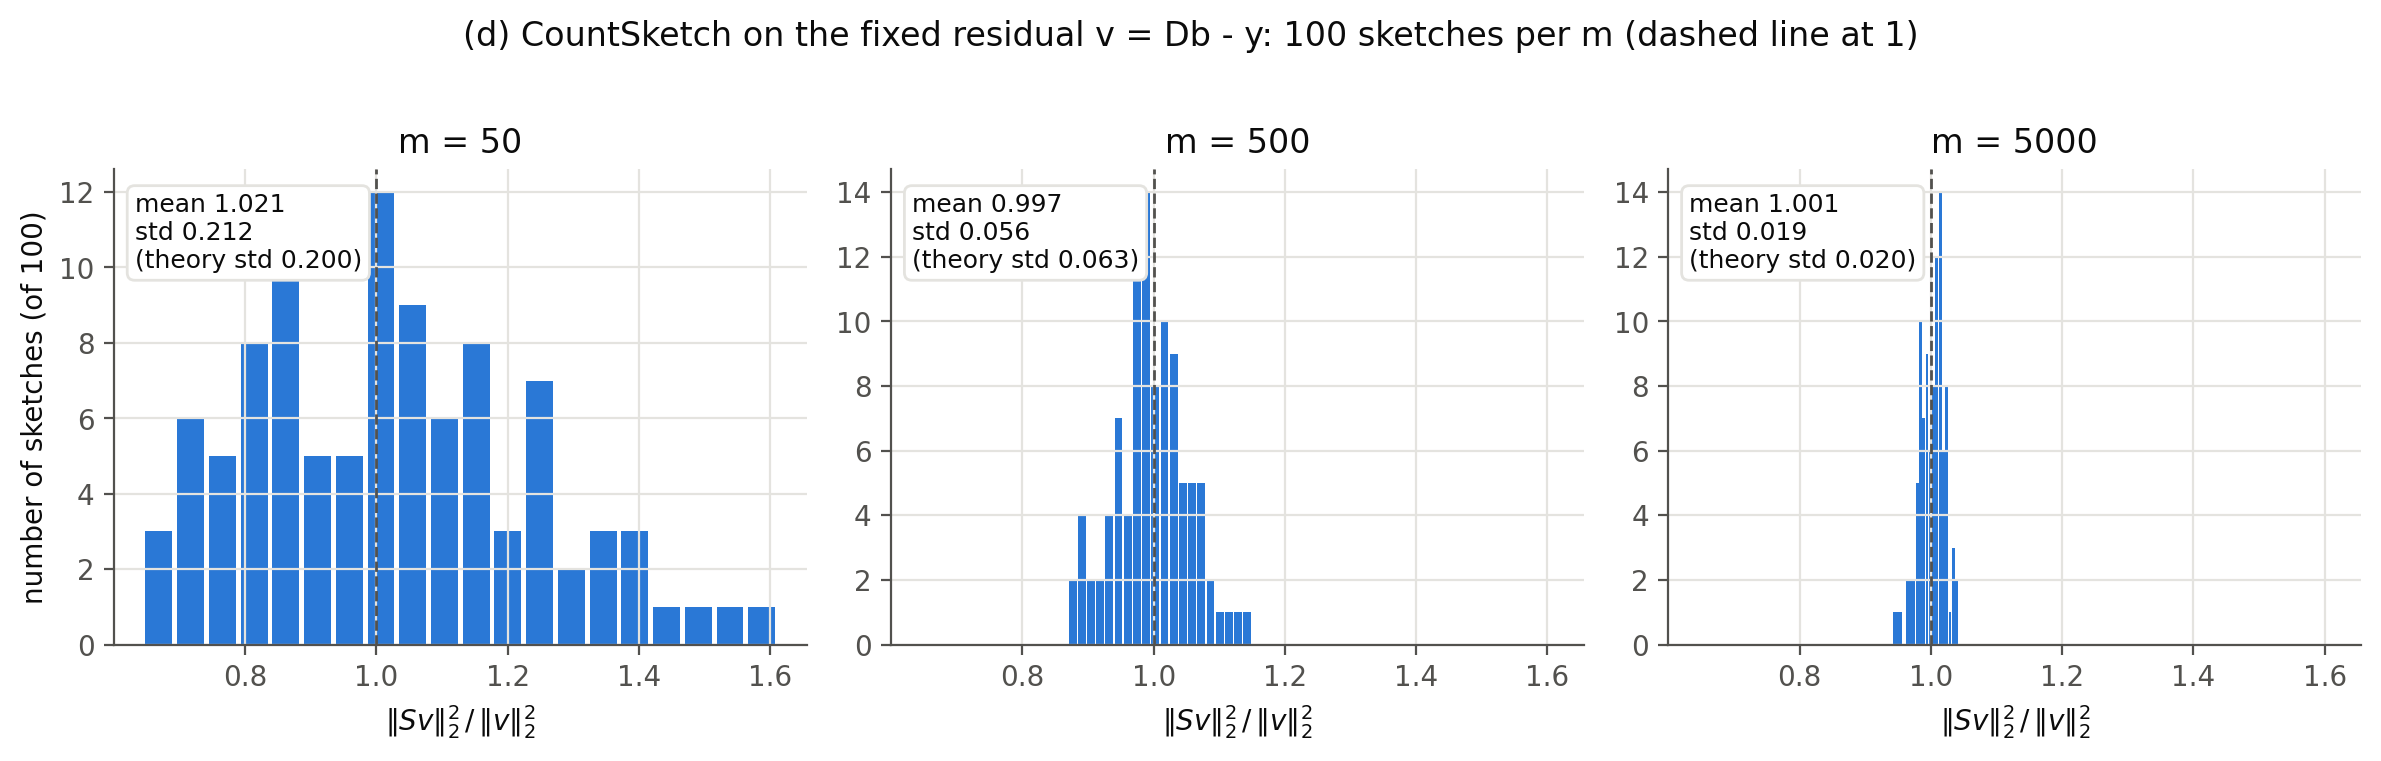 (d) CountSketch on the fixed residual v = Db - y: 100 sketches per m (dashed line at 1)
m = 50
number of sketches (of 100)
12
10
8
6
4
2
0
mean 1.021
std 0.212
(theory std 0.200)
0.8 1.0 1.2 1.4 1.6
‖Sv‖₂² / ‖v‖₂²
m = 500
14
12
10
8
6
4
2
0
mean 0.997
std 0.056
(theory std 0.063)
0.8 1.0 1.2 1.4 1.6
‖Sv‖₂² / ‖v‖₂²
m = 5000
14
12
10
8
6
4
2
0
mean 1.001
std 0.019
(theory std 0.020)
0.8 1.0 1.2 1.4 1.6
‖Sv‖₂² / ‖v‖₂²